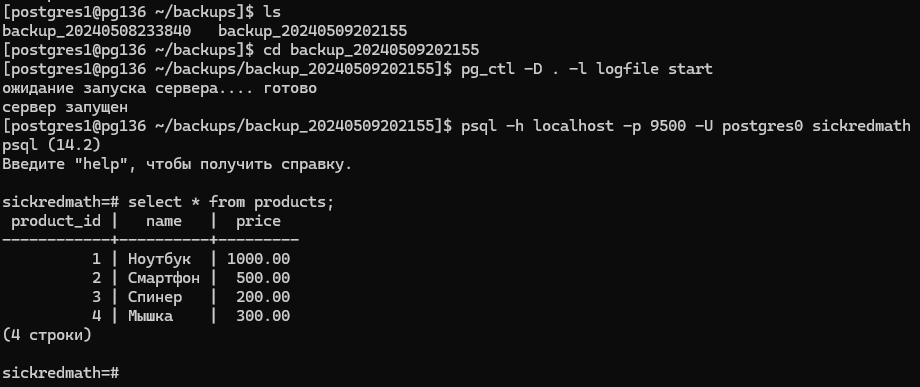 [postgres1@pg136 ~/backups]$ ls
backup_20240508233840   backup_20240509202155
[postgres1@pg136 ~/backups]$ cd backup_20240509202155
[postgres1@pg136 ~/backups/backup_20240509202155]$ pg_ctl -D . -l logfile start
ожидание запуска сервера.... готово
сервер запущен
[postgres1@pg136 ~/backups/backup_20240509202155]$ psql -h localhost -p 9500 -U postgres0 sickredmath
psql (14.2)
Введите "help", чтобы получить справку.
sickredmath=# select * from products;
 product_id |   name   |  price
------------+----------+---------
          1 | Ноутбук  | 1000.00
          2 | Смартфон |  500.00
          3 | Спинер   |  200.00
          4 | Мышка    |  300.00
(4 строки)
sickredmath=#